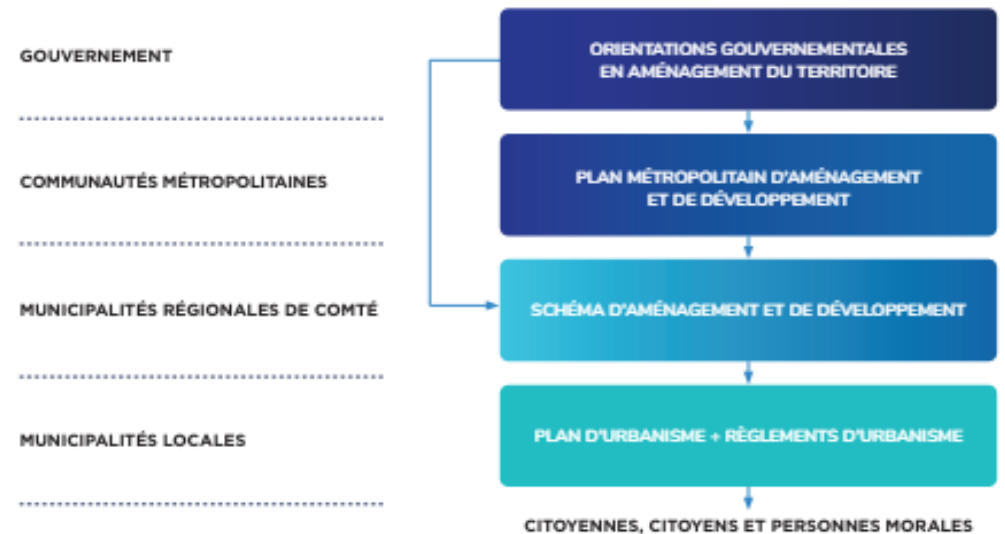 GOUVERNEMENT
ORIENTATIONS GOUVERNEMENTALES
EN AMÉNAGEMENT DU TERRITOIRE
COMMUNAUTÉS MÉTROPOLITAINES
PLAN MÉTROPOLITAIN D'AMÉNAGEMENT
ET DE DÉVELOPPEMENT
MUNICIPALITÉS RÉGIONALES DE COMTÉ
SCHÉMA D'AMÉNAGEMENT ET DE DÉVELOPPEMENT
MUNICIPALITÉS LOCALES
PLAN D'URBANISME + RÈGLEMENTS D'URBANISME
CITOYENNES, CITOYENS ET PERSONNES MORALES